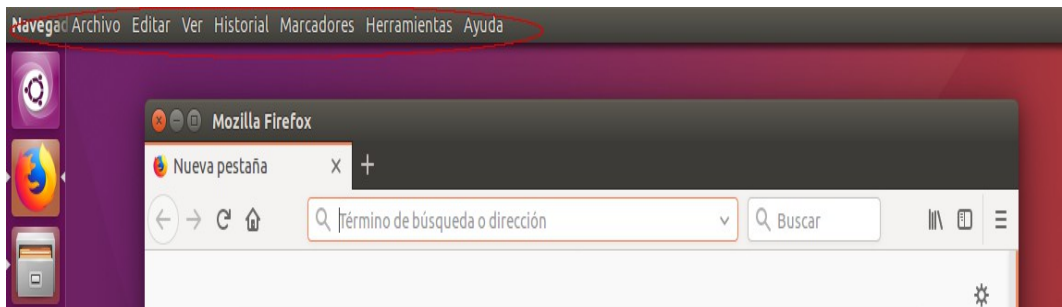 Navegad Archivo Editar Ver Historial Marcadores Herramientas Ayuda
Mozilla Firefox
Nueva pestaña
Término de búsqueda o dirección
Buscar